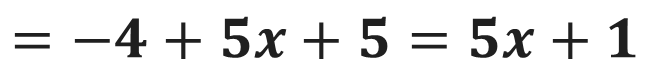 = −4 + 5x + 5 = 5x + 1